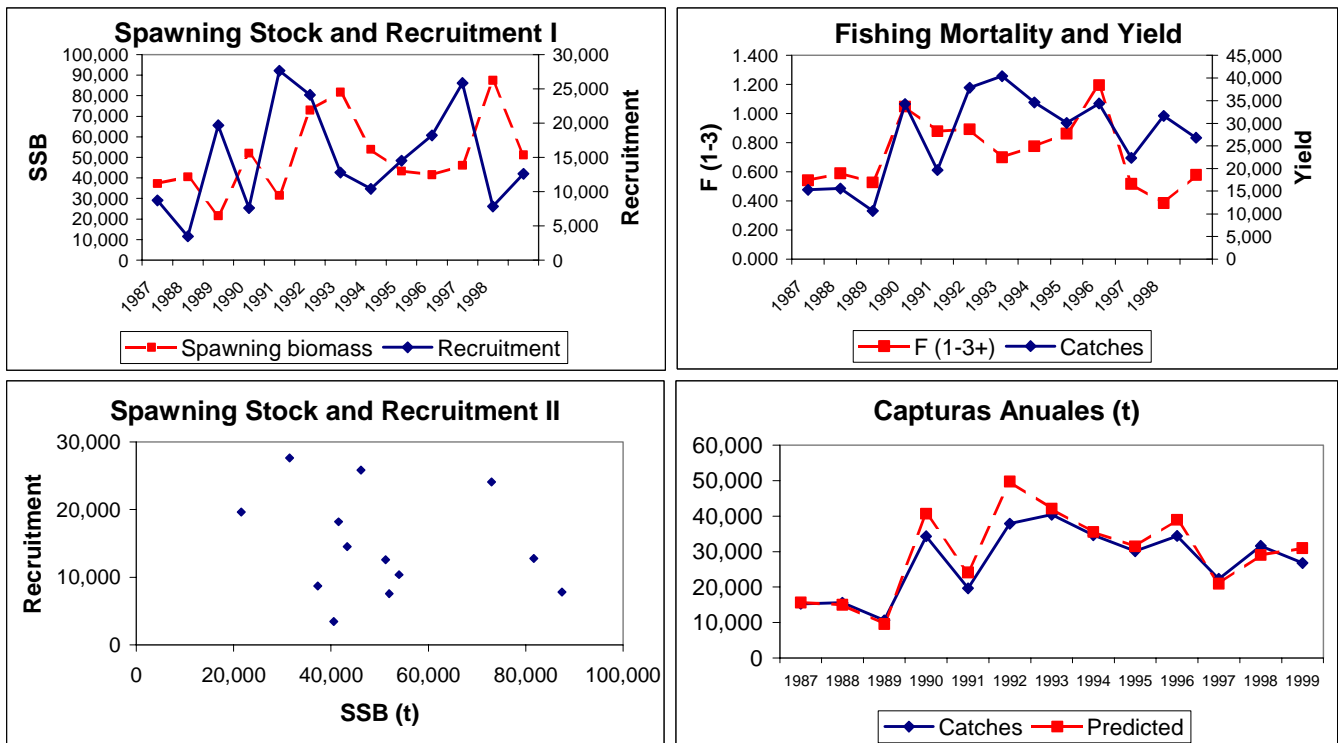 Spawning Stock and Recruitment I
100,000
90,000
80,000
70,000
60,000
50,000
40,000
30,000
20,000
10,000
0
SSB
30,000
25,000
20,000
15,000
10,000
5,000
0
Recruitment
1987 1988 1989 1990 1991 1992 1993 1994 1995 1996 1997 1998
Spawning biomass Recruitment
Fishing Mortality and Yield
1.400
1.200
1.000
0.800
0.600
0.400
0.200
0.000
F (1-3)
45,000
40,000
35,000
30,000
25,000
20,000
15,000
10,000
5,000
0
Yield
1987 1988 1989 1990 1991 1992 1993 1994 1995 1996 1997 1998
F (1-3+) Catches
Spawning Stock and Recruitment II
30,000
20,000
10,000
0
Recruitment
0 20,000 40,000 60,000 80,000 100,000
SSB (t)
Capturas Anuales (t)
60,000
50,000
40,000
30,000
20,000
10,000
0
1987 1988 1989 1990 1991 1992 1993 1994 1995 1996 1997 1998 1999
Catches Predicted